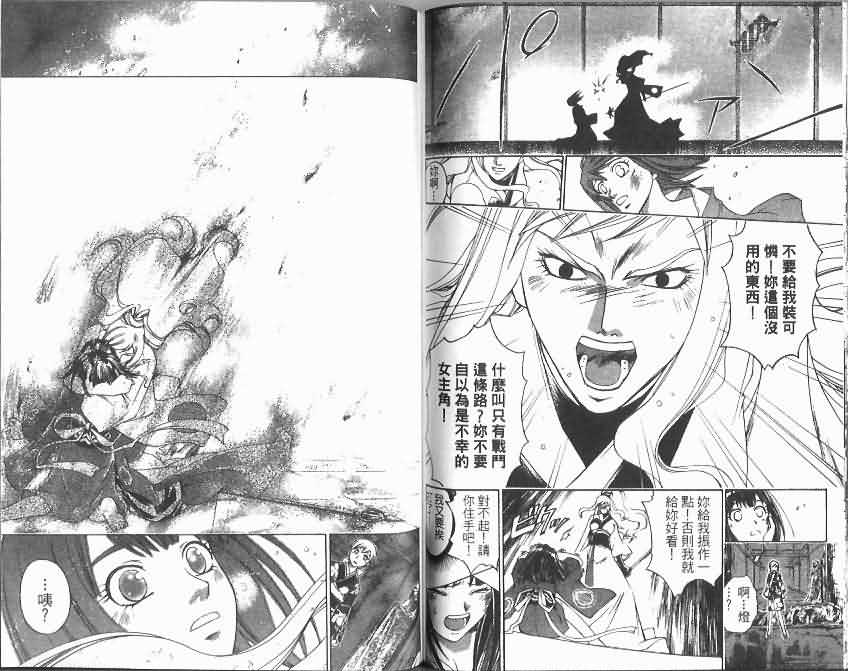 パ
ア
ン
妳啊…
不要給我裝可
憐！妳這個沒
用的東西！
什麼叫只有戰鬥
這條路？妳不要
自以為是不幸的
女主角！
妳給我振作一
點！否則我就
給妳好看！
啊…燈
…？
對不起！請
你住手吧！
我又要挨
…咦？